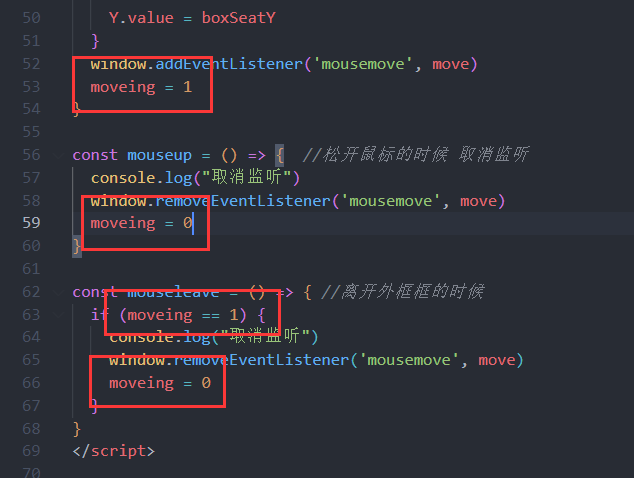 50 Y.value = boxSeatY
51 }
52 window.addEventListener('mousemove', move)
53 moveing = 1
54 }
55
56 const mouseup = () => { //松开鼠标的时候 取消监听
57 console.log("取消监听")
58 window.removeEventListener('mousemove', move)
59 moveing = 0
60 }
61
62 const mouseleave = () => { //离开外框框的时候
63 if (moveing == 1) {
64 console.log("取消监听")
65 window.removeEventListener('mousemove', move)
66 moveing = 0
67 }
68 }
69 </script>
70